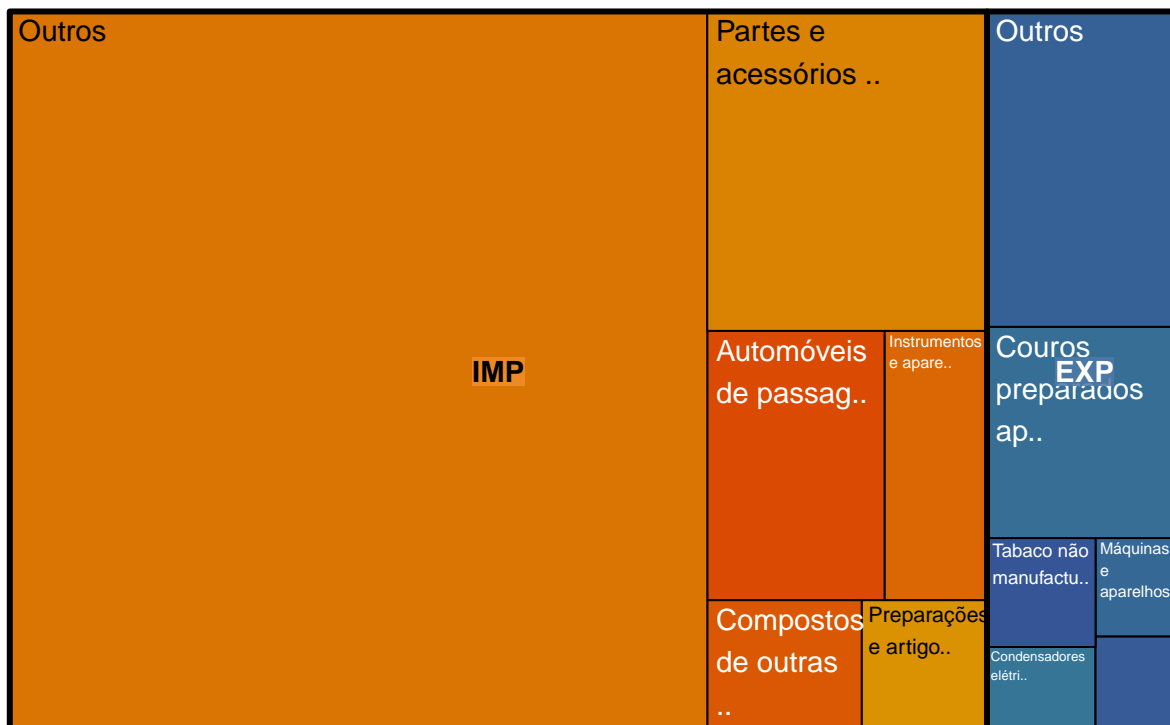 Outros
IMP
Partes e
acessórios ..
Automóveis
de passag..
Instrumentos
e apare..
Compostos
de outras
..
Preparações
e artigo..
Outros
Couros
preparados
ap..
EXP
Tabaco não
manufactu..
Máquinas
e
aparelhos
Condensadores
elétri..